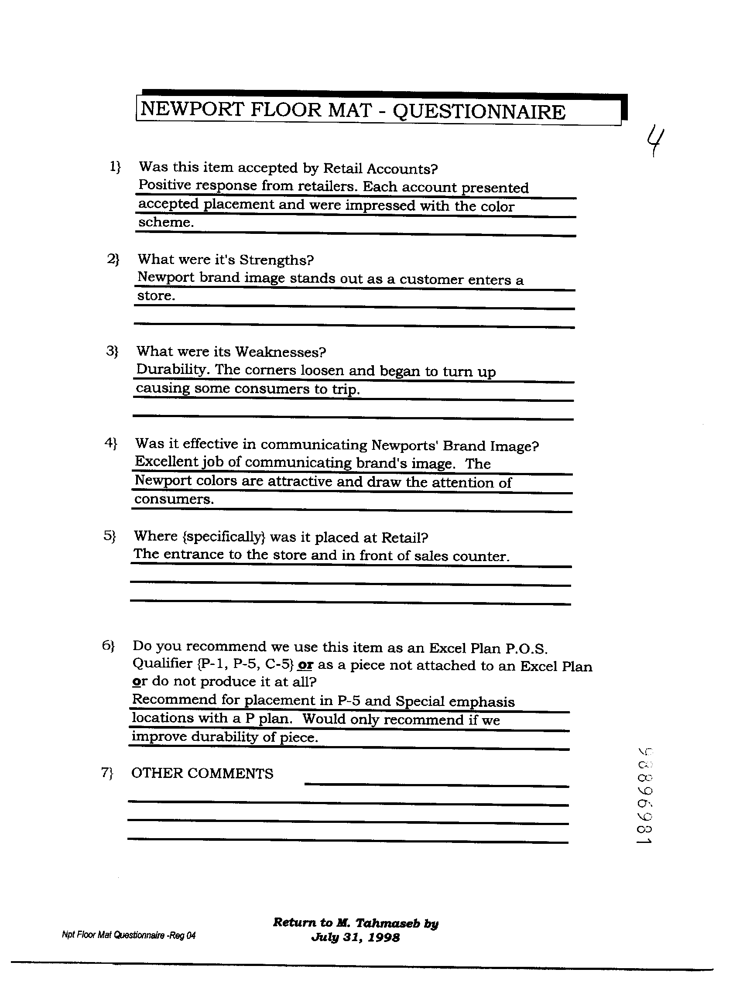 NEWPORT FLOOR MAT - QUESTIONNAIRE
4
1} Was this item accepted by Retail Accounts?
Positive response from retailers. Each account presented
accepted placement and were impressed with the color
scheme.
2} What were it's Strengths?
Newport brand image stands out as a customer enters a
store.
3} What were its Weaknesses?
Durability. The corners loosen and began to turn up
causing some consumers to trip.
4} Was it effective in communicating Newports' Brand Image?
Excellent job of communicating brand's image. The
Newport colors are attractive and draw the attention of
consumers.
5} Where {specifically} was it placed at Retail?
The entrance to the store and in front of sales counter.
6} Do you recommend we use this item as an Excel Plan P.O.S.
Qualifier {P-1, P-5, C-5} or as a piece not attached to an Excel Plan
or do not produce it at all?
Recommend for placement in P-5 and Special emphasis
locations with a P plan. Would only recommend if we
improve durability of piece.
7} OTHER COMMENTS
Return to M. Tahmaseb by
July 31, 1998
Npt Floor Mat Questionnaire -Reg 04